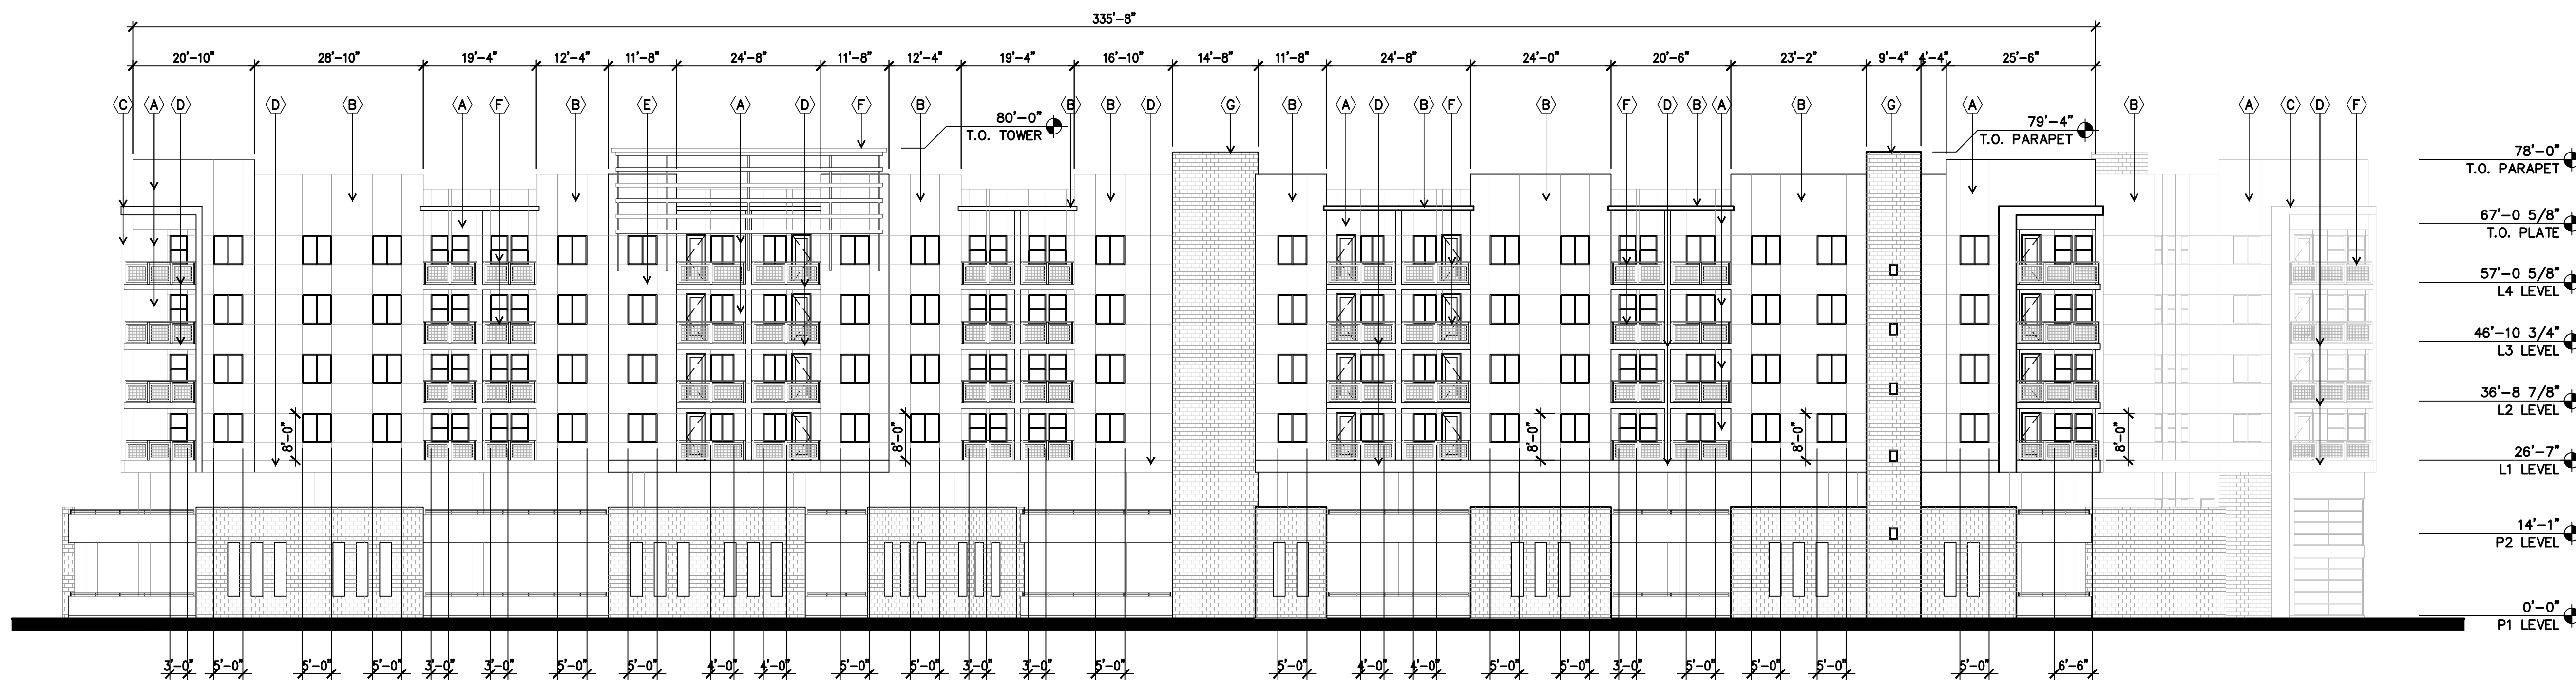 335'-8"
20'-10" 28'-10" 19'-4" 12'-4" 11'-8" 24'-8" 11'-8" 12'-4" 19'-4" 16'-10" 14'-8" 11'-8" 24'-8" 24'-0" 20'-6" 23'-2" 9'-4" 4'-4" 25'-6"
C A D D B A F B E A D F B B B D G B A D B F B F D B A B G A B A C D F
80'-0"
T.O. TOWER
79'-4"
T.O. PARAPET
78'-0"
T.O. PARAPET
67'-0 5/8"
T.O. PLATE
57'-0 5/8"
L4 LEVEL
46'-10 3/4"
L3 LEVEL
36'-8 7/8"
L2 LEVEL
8'-0" 8'-0" 8'-0" 8'-0" 8'-0"
26'-7"
L1 LEVEL
14'-1"
P2 LEVEL
0'-0"
P1 LEVEL
3'-0" 5'-0" 5'-0" 5'-0" 3'-0" 3'-0" 5'-0" 5'-0" 4'-0" 4'-0" 5'-0" 5'-0" 3'-0" 3'-0" 5'-0" 5'-0" 4'-0" 4'-0" 5'-0" 5'-0" 3'-0" 5'-0" 5'-0" 5'-0" 5'-0" 6'-6"